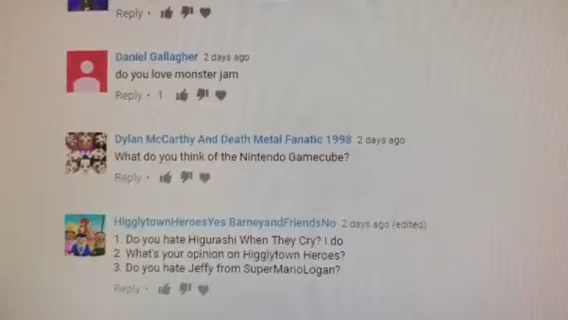 Reply •
Daniel Gallagher 2 days ago
do you love monster jam
Reply • 1
Dylan McCarthy And Death Metal Fanatic 1998 2 days ago
What do you think of the Nintendo Gamecube?
Reply •
HigglytownHeroesYes BarneyandFriendsNo 2 days ago (edited)
1. Do you hate Higurashi When They Cry? I do
2. What's your opinion on Higglytown Heroes?
3. Do you hate Jeffy from SuperMarioLogan?
Reply •